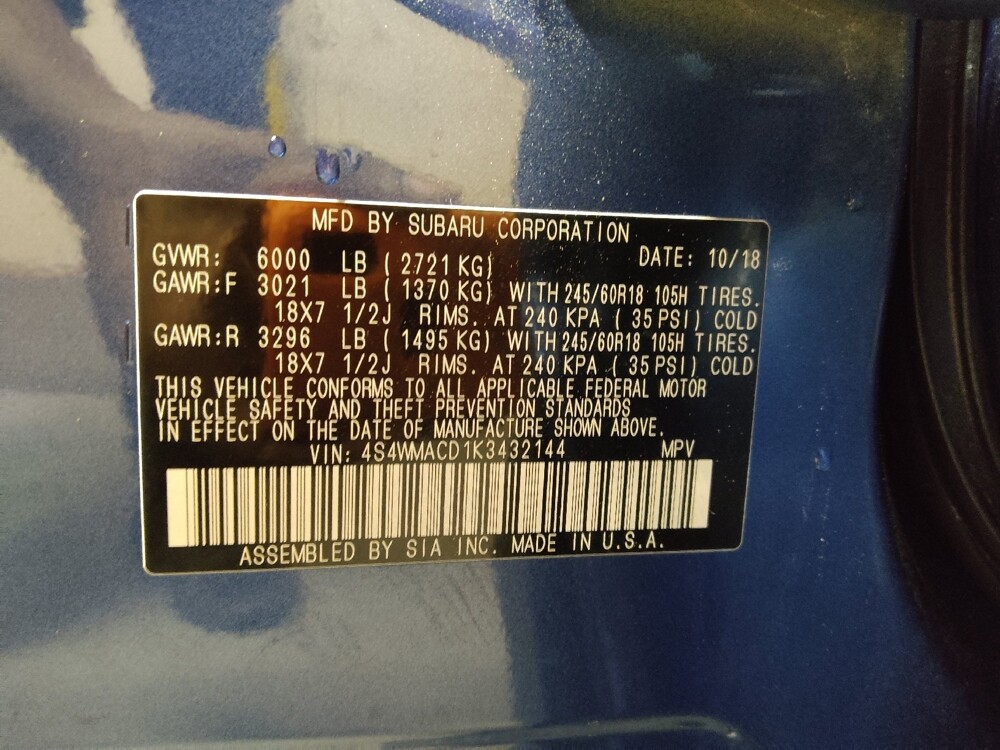 MFD BY SUBARU CORPORATION
GVWR: 6000 LB ( 2721 KG) DATE: 10/18
GAWR:F 3021 LB ( 1370 KG) WITH 245/60R18 105H TIRES.
18X7 1/2J RIMS. AT 240 KPA ( 35 PSI) COLD
GAWR:R 3296 LB ( 1495 KG) WITH 245/60R18 105H TIRES.
18X7 1/2J RIMS. AT 240 KPA ( 35 PSI) COLD
THIS VEHICLE CONFORMS TO ALL APPLICABLE FEDERAL MOTOR
VEHICLE SAFETY AND THEFT PREVENTION STANDARDS
IN EFFECT ON THE DATE OF MANUFACTURE SHOWN ABOVE.
VIN: 4S4WMACD1K3432144 MPV
ASSEMBLED BY SIA INC. MADE IN U.S.A.